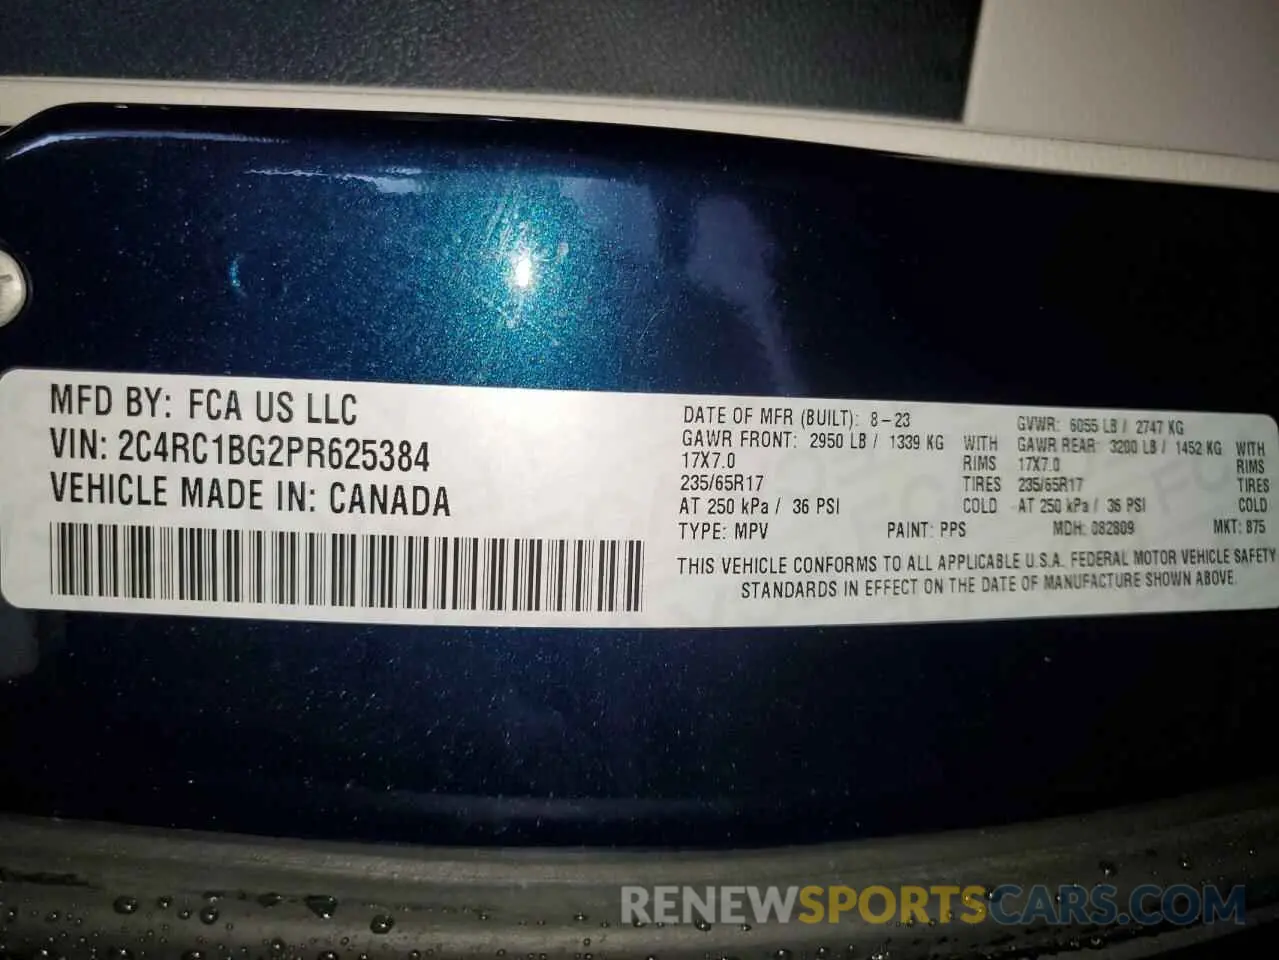 MFD BY: FCA US LLC
VIN: 2C4RC1BG2PR625384
VEHICLE MADE IN: CANADA
DATE OF MFR (BUILT): 8-23 GVWR: 6055 LB / 2747 KG
GAWR FRONT: 2950 LB / 1339 KG WITH GAWR REAR: 3200 LB / 1452 KG WITH
17X7.0 RIMS 17X7.0 RIMS
235/65R17 TIRES 235/65R17 TIRES
AT 250 kPa / 36 PSI COLD AT 250 kPa / 36 PSI COLD
TYPE: MPV PAINT: PPS MDH: 082809 MKT: B75
THIS VEHICLE CONFORMS TO ALL APPLICABLE U.S.A. FEDERAL MOTOR VEHICLE SAFETY
STANDARDS IN EFFECT ON THE DATE OF MANUFACTURE SHOWN ABOVE.
RENEWSPORTSCARS.COM